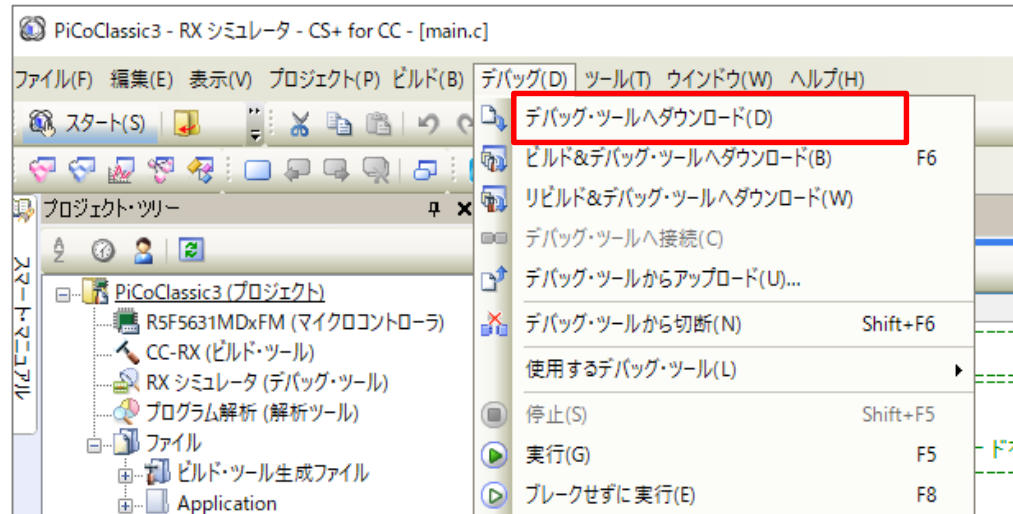 PiCoClassic3 - RX シミュレータ - CS+ for CC - [main.c]
ファイル(F) 編集(E) 表示(V) プロジェクト(P) ビルド(B) デバッグ(D) ツール(T) ウインドウ(W) ヘルプ(H)
スタート(S)
デバッグ・ツールへダウンロード(D)
ビルド&デバッグ・ツールへダウンロード(B) F6
リビルド&デバッグ・ツールへダウンロード(W)
デバッグ・ツールへ接続(C)
デバッグ・ツールからアップロード(U)...
デバッグ・ツールから切断(N) Shift+F6
使用するデバッグ・ツール(L)
停止(S) Shift+F5
実行(G) F5
ブレークせずに実行(E) F8
スマート・マニュアル
プロジェクト・ツリー
PiCoClassic3 (プロジェクト)
R5F5631MDxFM (マイクロコントローラ)
CC-RX (ビルド・ツール)
RX シミュレータ (デバッグ・ツール)
プログラム解析 (解析ツール)
ファイル
ビルド・ツール生成ファイル
Application